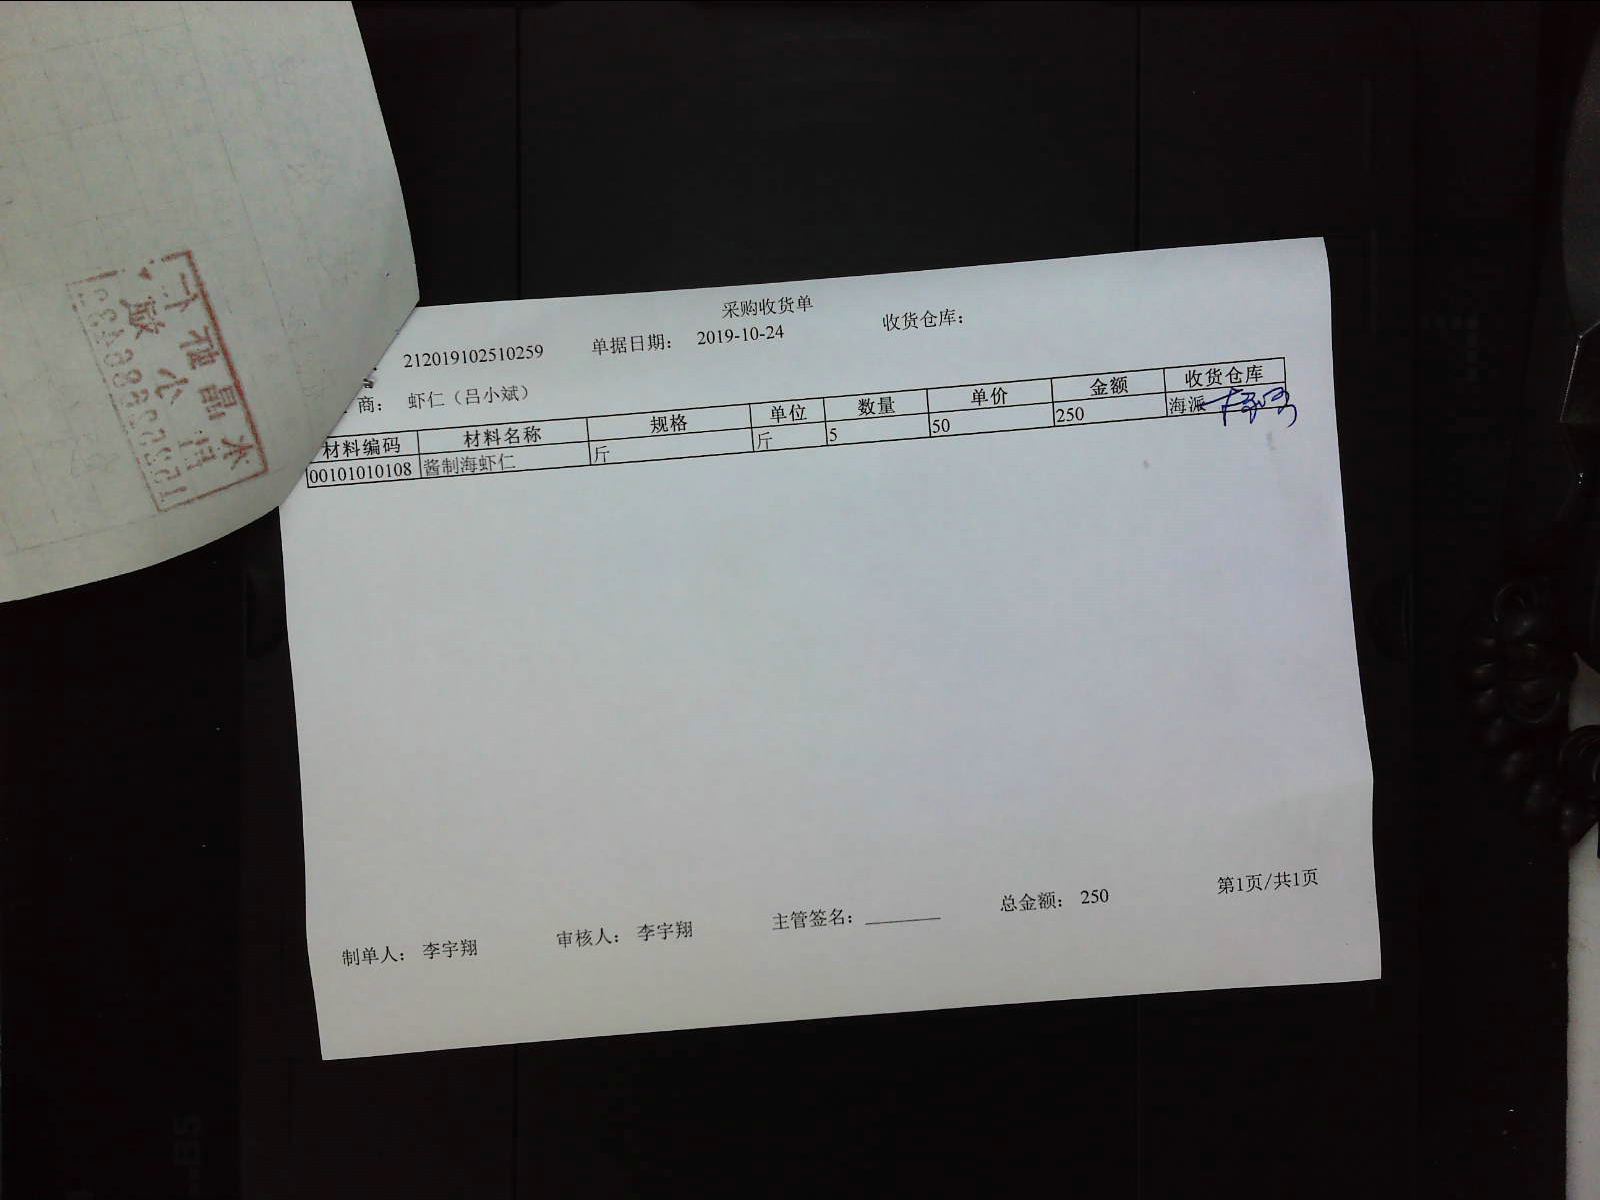 采购收货单
212019102510259 单据日期： 2019-10-24 收货仓库：
商： 虾仁（吕小斌）
材料编码 材料名称 规格 单位 数量 单价 金额 收货仓库
00101010108 酱制海虾仁 斤 斤 5 50 250 海派
制单人： 李宇翔 审核人： 李宇翔 主管签名： 总金额： 250 第1页/共1页